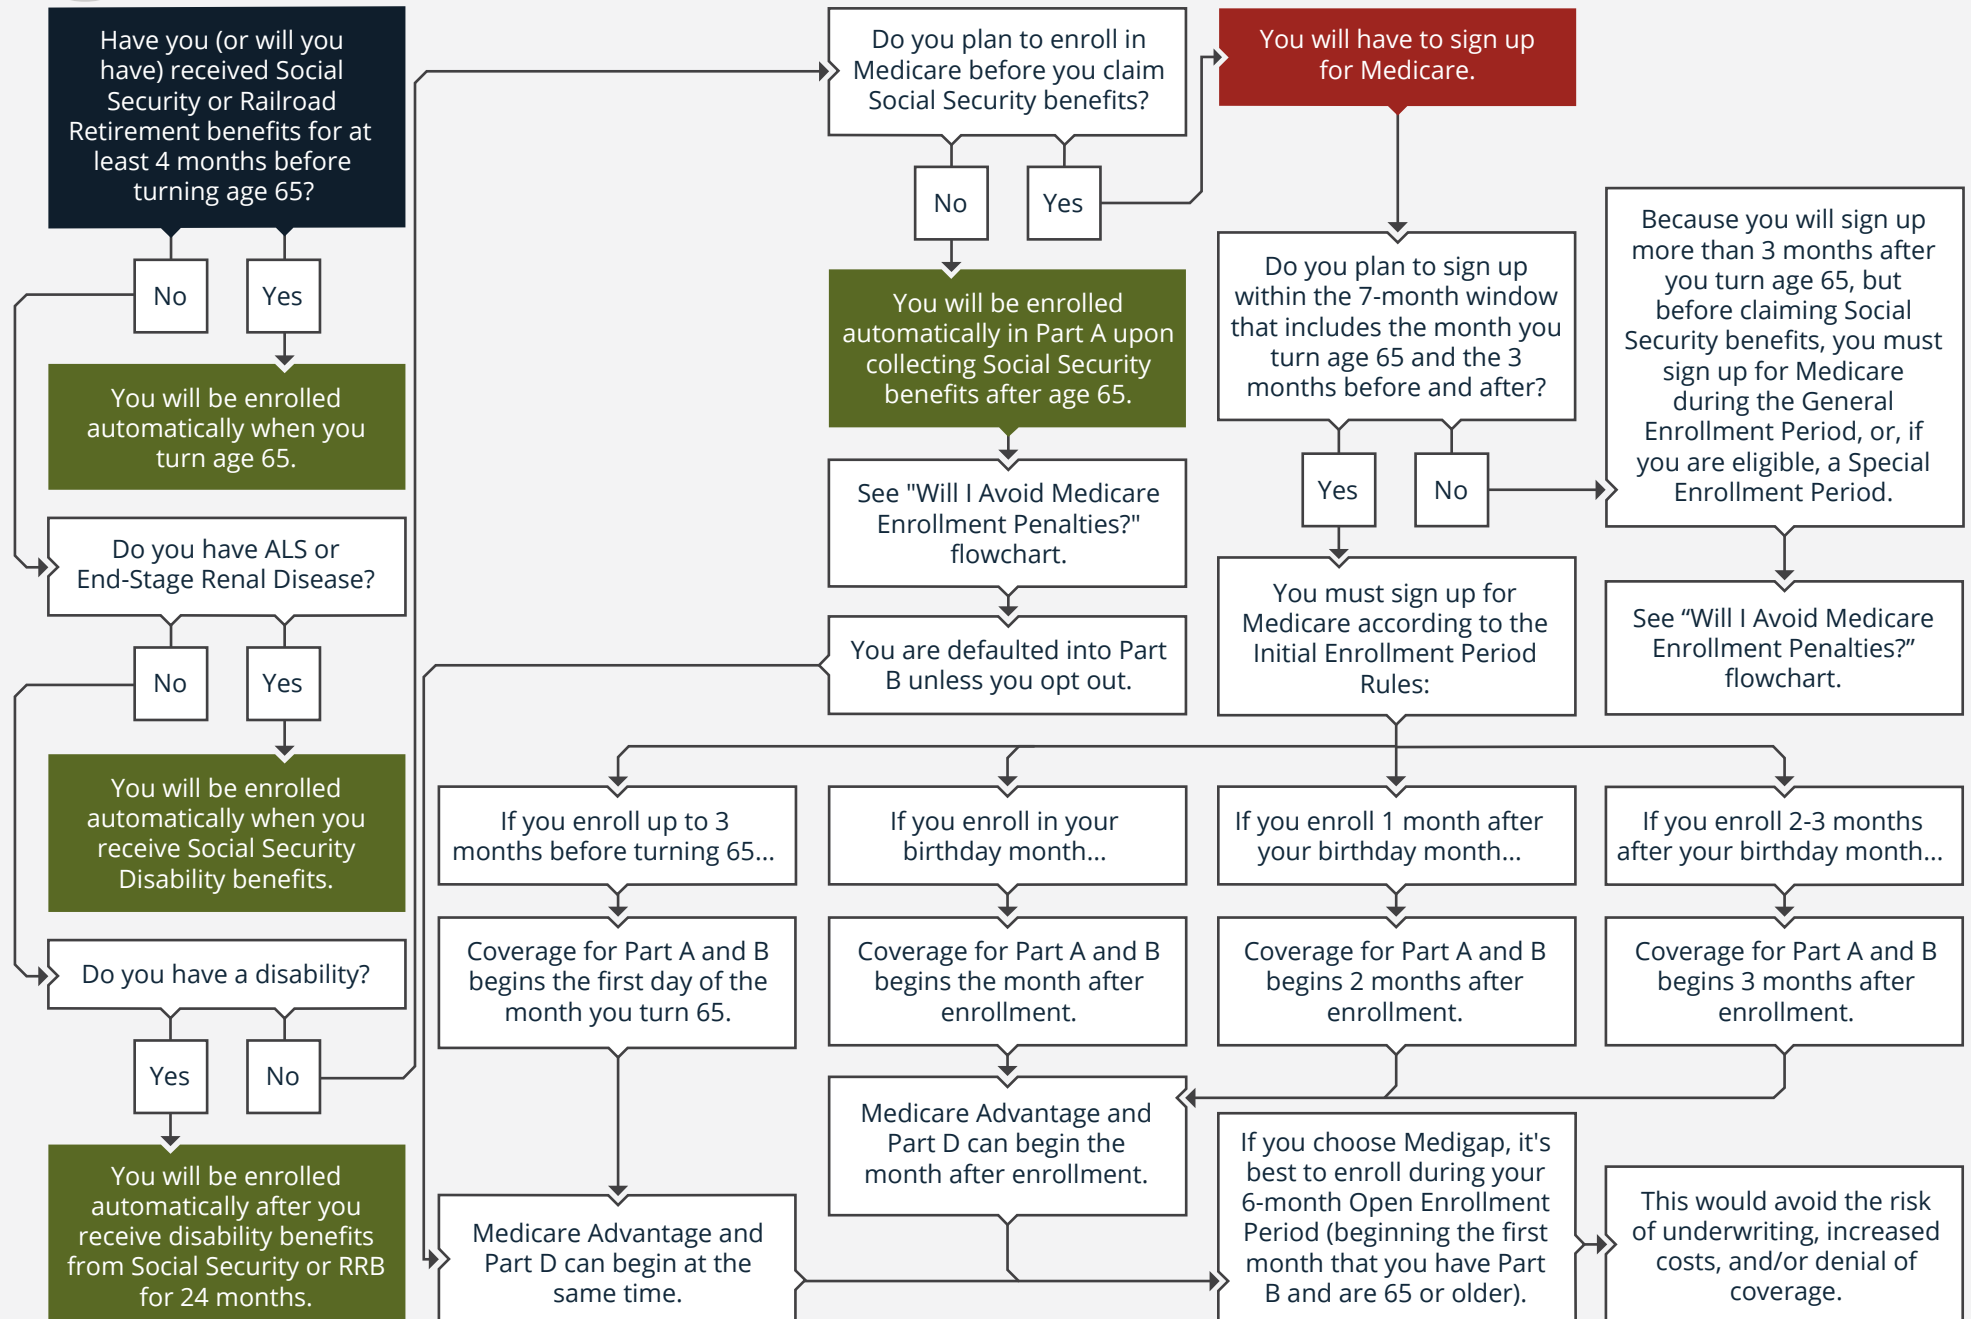 Have you (or will you
have) received Social
Security or Railroad
Retirement benefits for at
least 4 months before
turning age 65?
No
Yes
You will be enrolled
automatically when you
turn age 65.
Do you have ALS or
End-Stage Renal Disease?
No
Yes
You will be enrolled
automatically when you
receive Social Security
Disability benefits.
Do you have a disability?
Yes
No
You will be enrolled
automatically after you
receive disability benefits
from Social Security or RRB
for 24 months.
Do you plan to enroll in
Medicare before you claim
Social Security benefits?
No
Yes
You will be enrolled
automatically in Part A upon
collecting Social Security
benefits after age 65.
See "Will I Avoid Medicare
Enrollment Penalties?"
flowchart.
You are defaulted into Part
B unless you opt out.
You will have to sign up
for Medicare.
Do you plan to sign up
within the 7-month window
that includes the month you
turn age 65 and the 3
months before and after?
Yes
No
Because you will sign up
more than 3 months after
you turn age 65, but
before claiming Social
Security benefits, you must
sign up for Medicare
during the General
Enrollment Period, or, if
you are eligible, a Special
Enrollment Period.
See “Will I Avoid Medicare
Enrollment Penalties?”
flowchart.
You must sign up for
Medicare according to the
Initial Enrollment Period
Rules:
If you enroll up to 3
months before turning 65...
Coverage for Part A and B
begins the first day of the
month you turn 65.
Medicare Advantage and
Part D can begin at the
same time.
If you enroll in your
birthday month...
Coverage for Part A and B
begins the month after
enrollment.
Medicare Advantage and
Part D can begin the
month after enrollment.
If you enroll 1 month after
your birthday month...
Coverage for Part A and B
begins 2 months after
enrollment.
If you enroll 2-3 months
after your birthday month...
Coverage for Part A and B
begins 3 months after
enrollment.
If you choose Medigap, it's
best to enroll during your
6-month Open Enrollment
Period (beginning the first
month that you have Part
B and are 65 or older).
This would avoid the risk
of underwriting, increased
costs, and/or denial of
coverage.